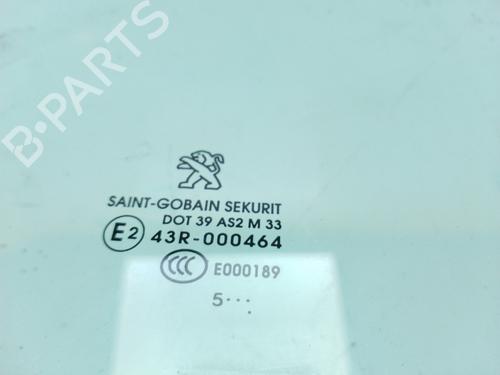 B-PARTS
SAINT-GOBAIN SEKURIT
DOT 39 AS2 M 33
E2 43R-000464
CCC E000189
5···